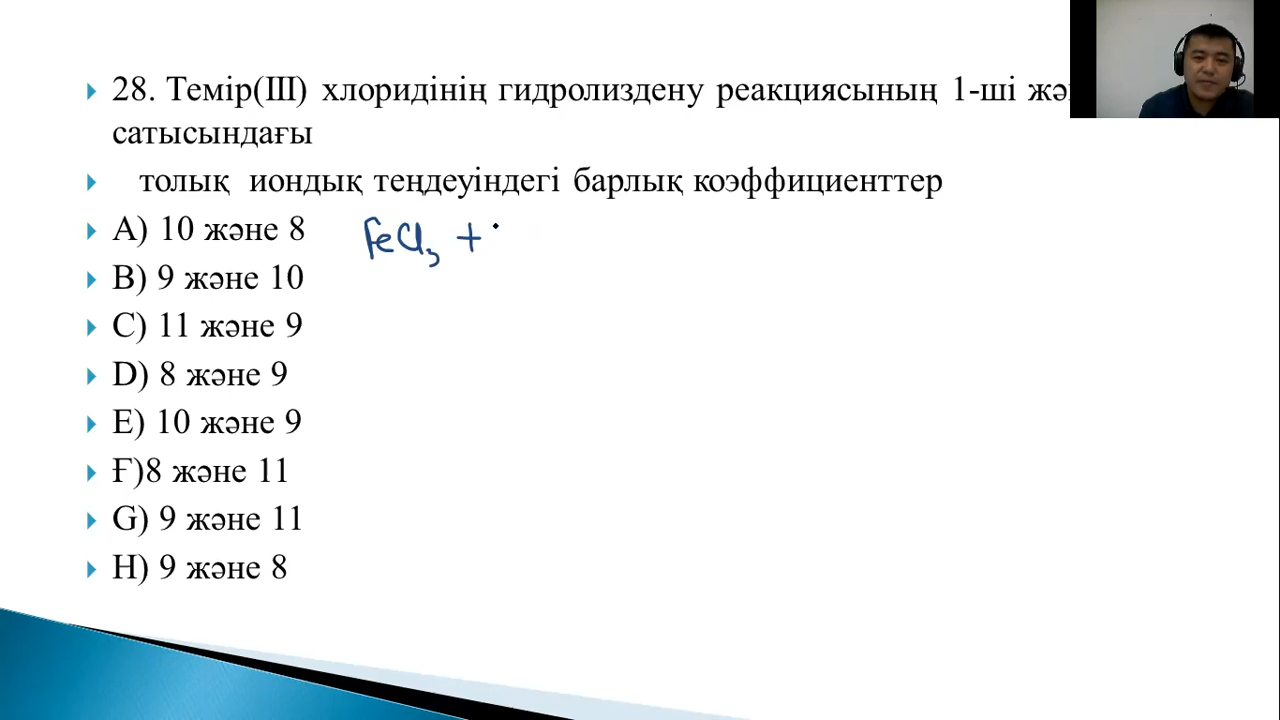 28. Темір(III) хлоридінің гидролиздену реакциясының 1-ші
сатысындағы
толық иондық теңдеуіндегі барлық коэффициенттер
A) 10 және 8
FeCl₃ +
B) 9 және 10
C) 11 және 9
D) 8 және 9
E) 10 және 9
Ғ)8 және 11
G) 9 және 11
H) 9 және 8